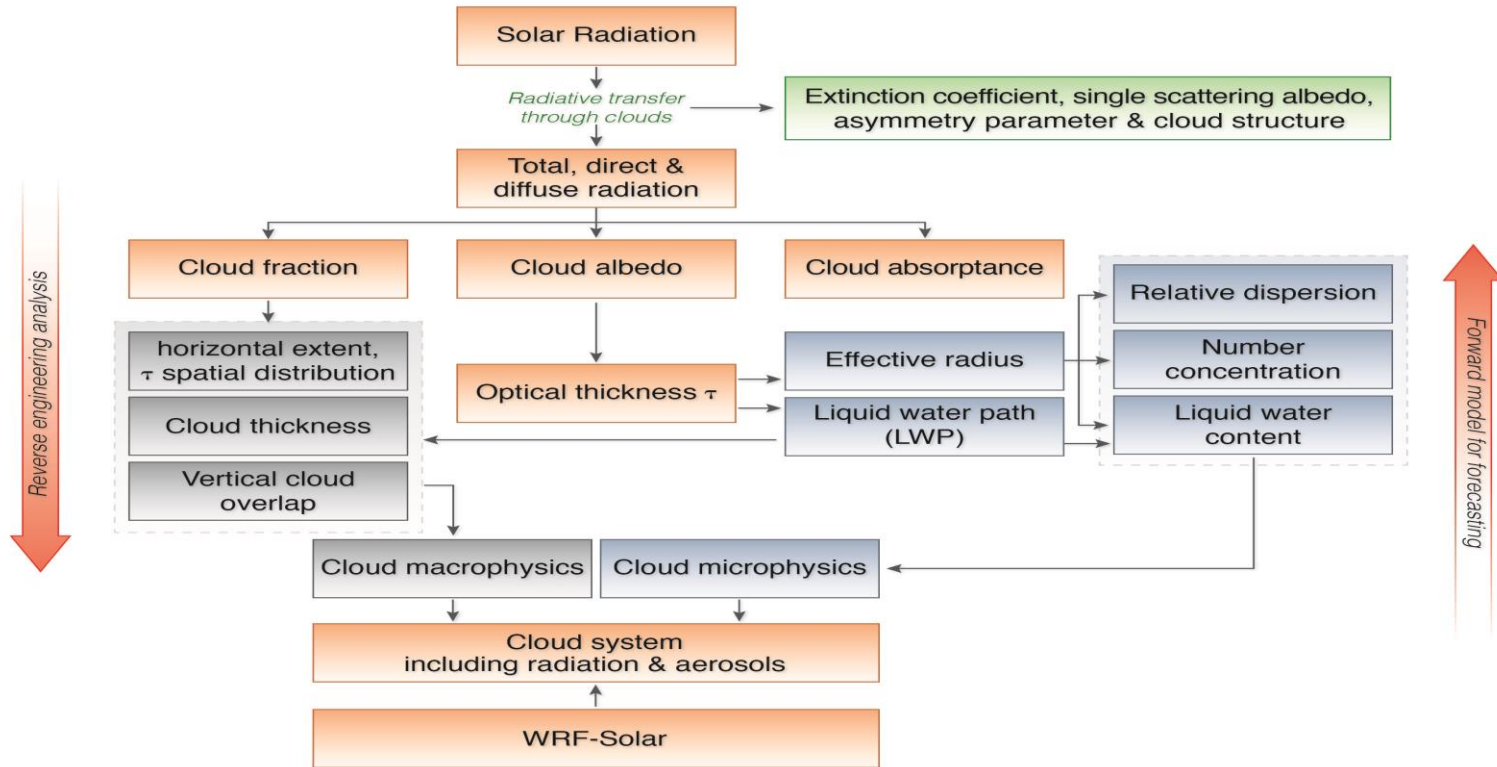 Solar Radiation
Radiative transfer
through clouds
Extinction coefficient, single scattering albedo,
asymmetry parameter & cloud structure
Total, direct &
diffuse radiation
Cloud fraction
Cloud albedo
Cloud absorptance
Relative dispersion
horizontal extent,
τ spatial distribution
Effective radius
Number
concentration
Optical thickness τ
Cloud thickness
Liquid water path
(LWP)
Liquid water
content
Vertical cloud
overlap
Reverse engineering analysis
Forward model for forecasting
Cloud macrophysics
Cloud microphysics
Cloud system
including radiation & aerosols
WRF-Solar